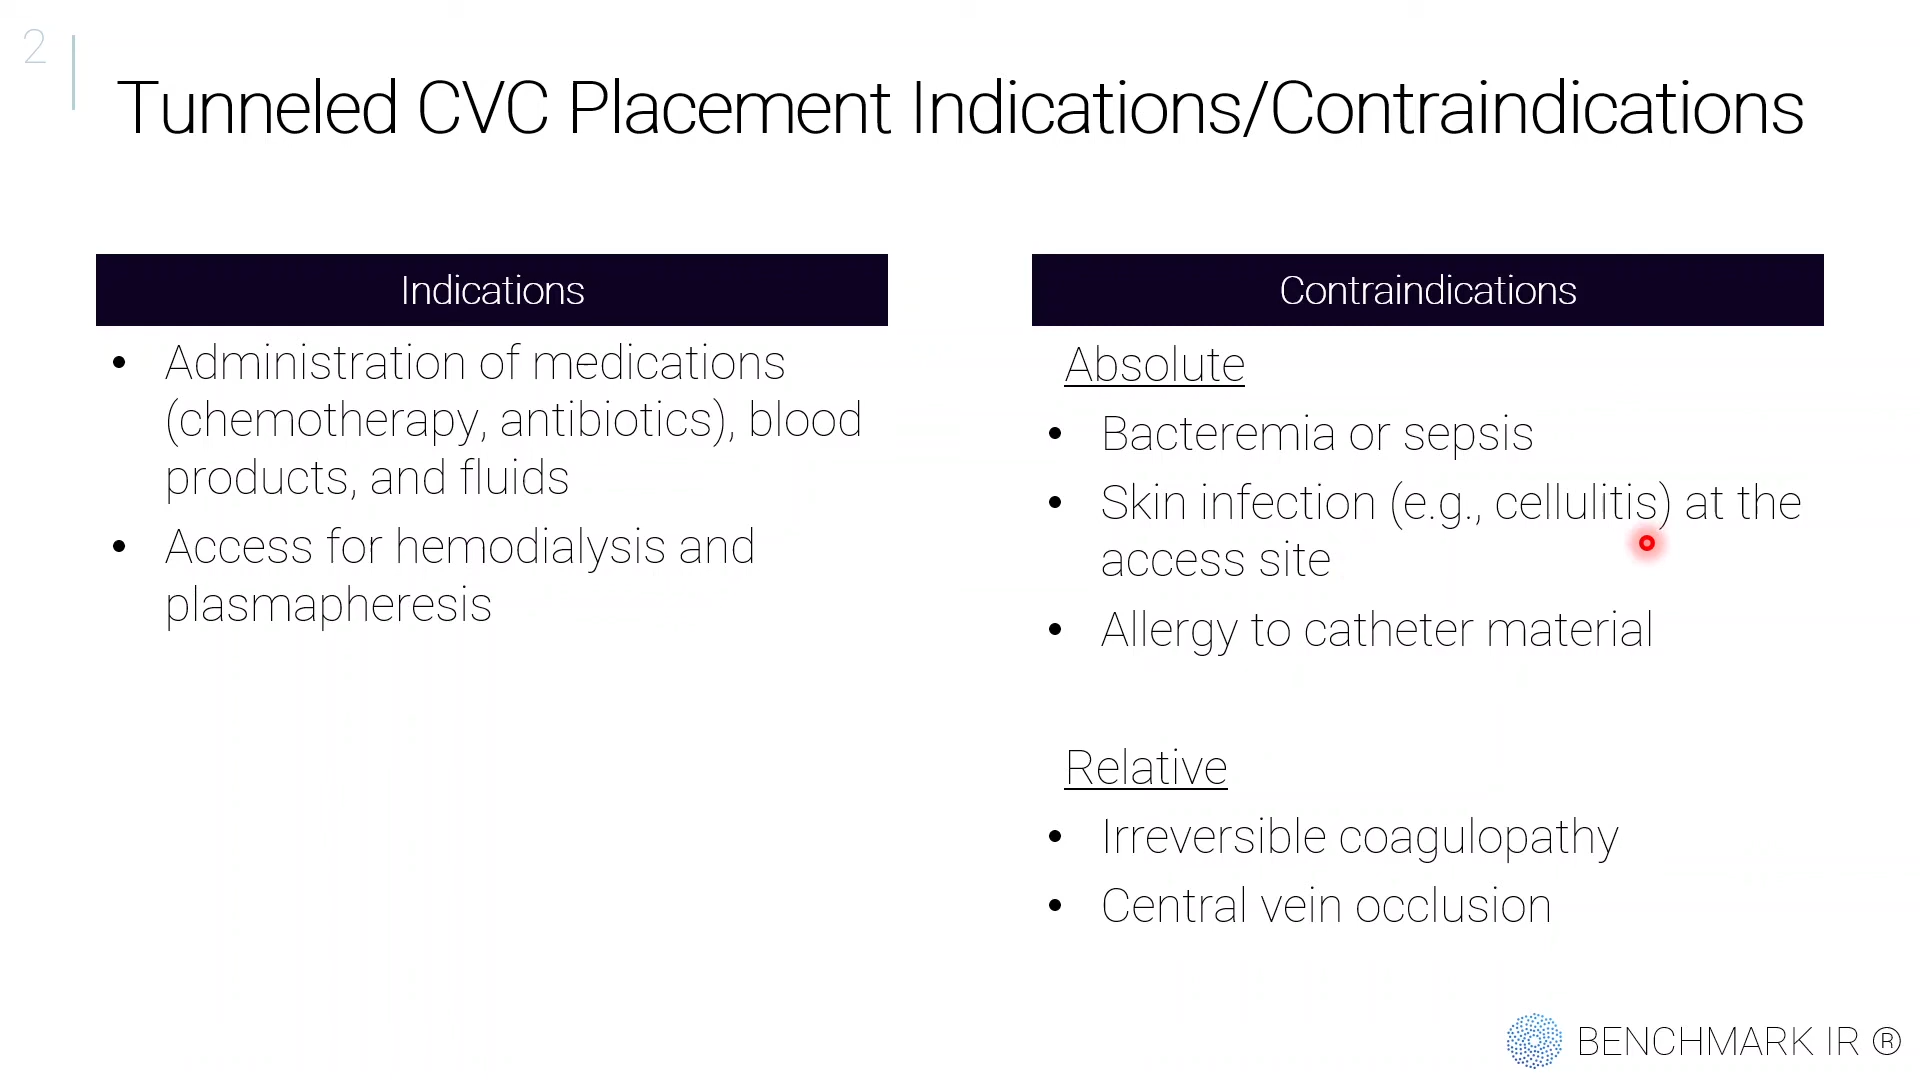 2
Tunneled CVC Placement Indications/Contraindications
Indications
• Administration of medications
(chemotherapy, antibiotics), blood
products, and fluids
• Access for hemodialysis and
plasmapheresis
Contraindications
Absolute
• Bacteremia or sepsis
• Skin infection (e.g., cellulitis) at the
access site
• Allergy to catheter material
Relative
• Irreversible coagulopathy
• Central vein occlusion
BENCHMARK IR ®